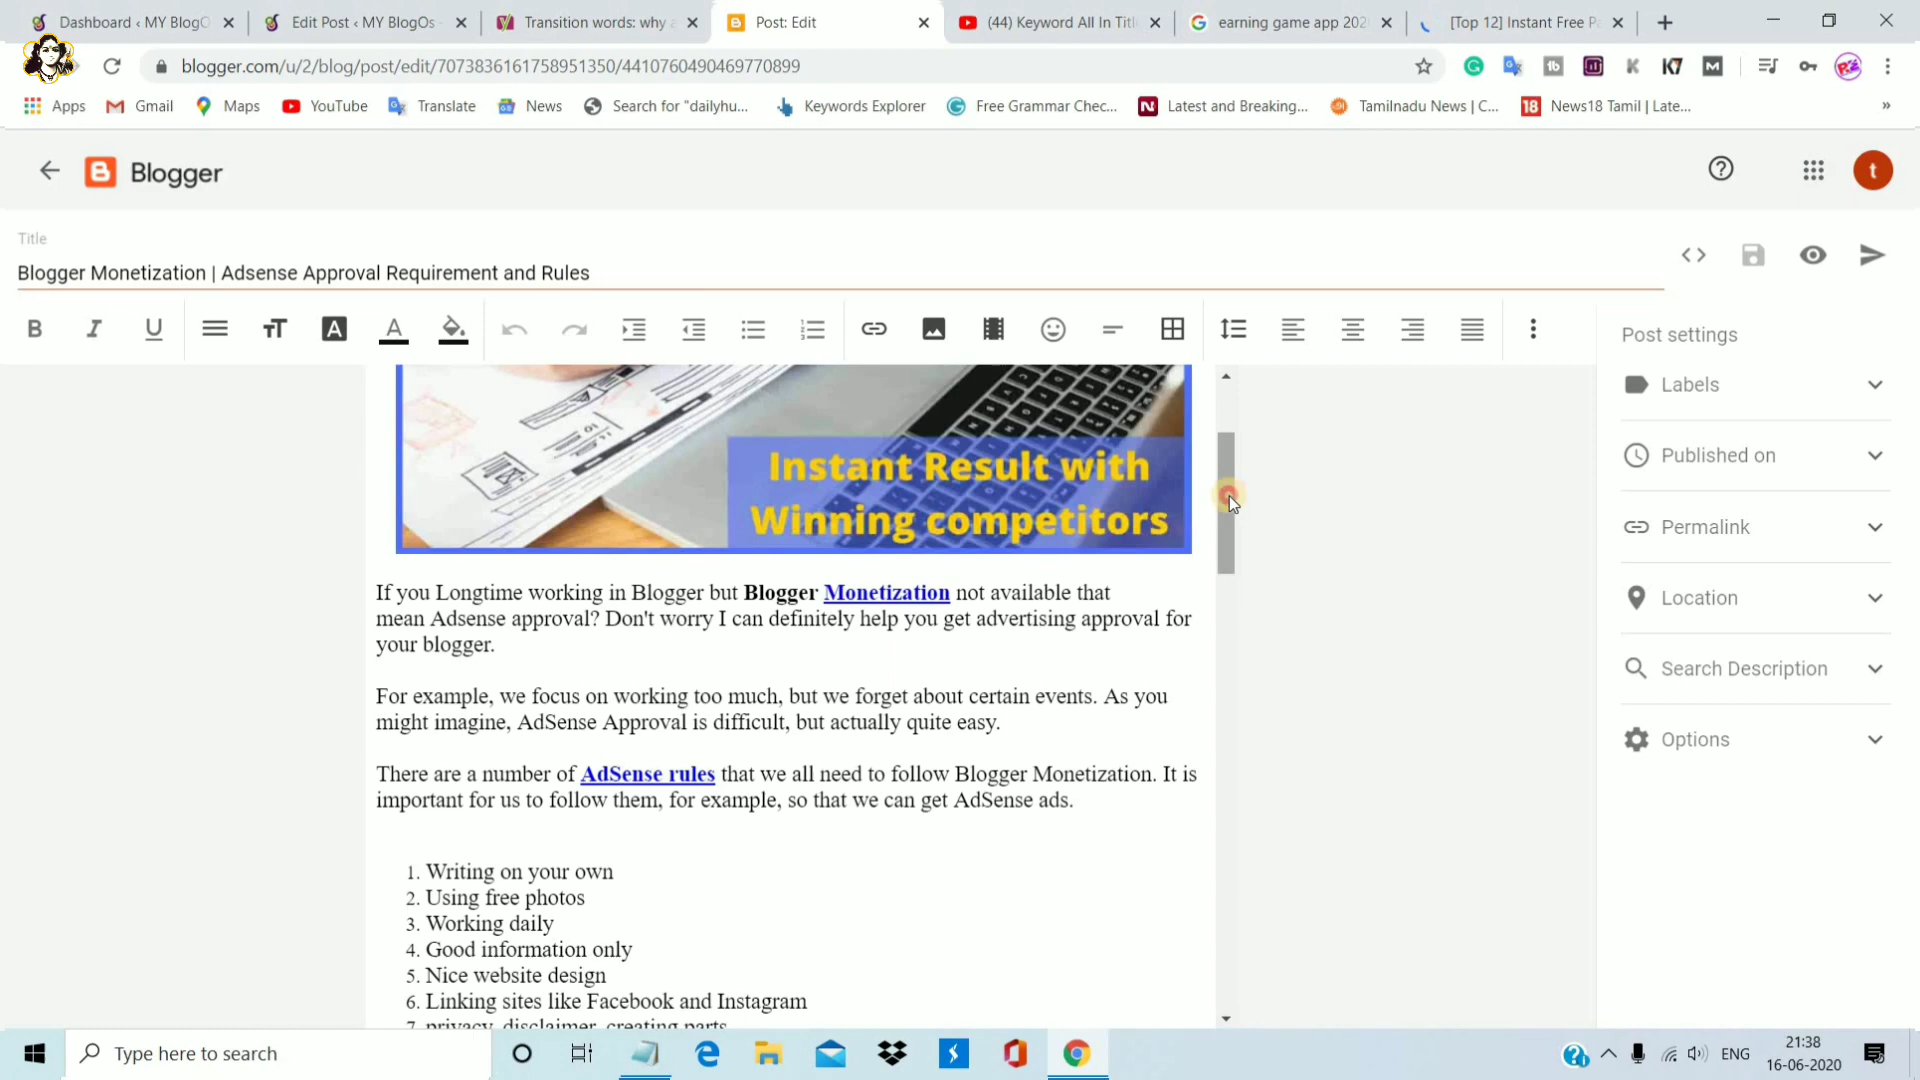 Dashboard ‹ MY BlogO
Edit Post ‹ MY BlogOs
Transition words: why a
Post: Edit
(44) Keyword All In Titl
earning game app 202
[Top 12] Instant Free Pa
blogger.com/u/2/blog/post/edit/7073836161758951350/4410760490469770899
Apps
Gmail
Maps
YouTube
Translate
News
Search for "dailyhu...
Keywords Explorer
Free Grammar Chec...
Latest and Breaking...
Tamilnadu News | C...
News18 Tamil | Late...
»
Blogger
t
Title
Blogger Monetization | Adsense Approval Requirement and Rules
Post settings
Labels
Published on
Permalink
Location
Search Description
Options
Instant Result with
Winning competitors
If you Longtime working in Blogger but Blogger Monetization not available that
mean Adsense approval? Don't worry I can definitely help you get advertising approval for
your blogger.
For example, we focus on working too much, but we forget about certain events. As you
might imagine, AdSense Approval is difficult, but actually quite easy.
There are a number of AdSense rules that we all need to follow Blogger Monetization. It is
important for us to follow them, for example, so that we can get AdSense ads.
1. Writing on your own
2. Using free photos
3. Working daily
4. Good information only
5. Nice website design
6. Linking sites like Facebook and Instagram
7. privacy, disclaimer, creating parts
Type here to search
ENG
21:38
16-06-2020